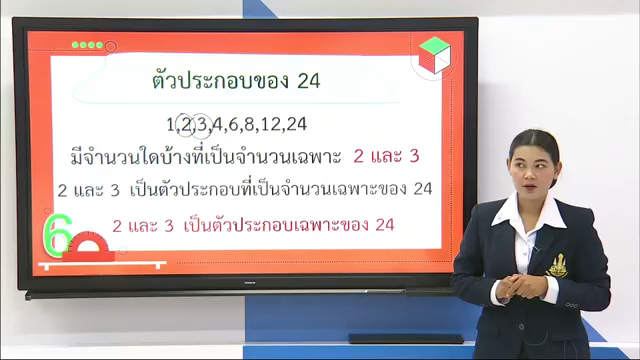 ตัวประกอบของ 24
1,2,3,4,6,8,12,24
มีจำนวนใดบ้างที่เป็นจำนวนเฉพาะ 2 และ 3
2 และ 3 เป็นตัวประกอบที่เป็นจำนวนเฉพาะของ 24
2 และ 3 เป็นตัวประกอบเฉพาะของ 24
6